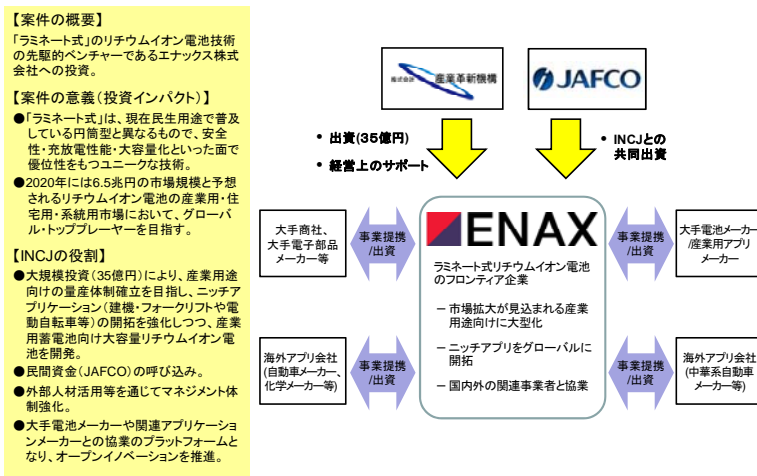 【案件の概要】
「ラミネート式」のリチウムイオン電池技術
の先駆的ベンチャーであるエナックス株式
会社への投資。
【案件の意義(投資インパクト)】
●「ラミネート式」は、現在民生用途で普及
している円筒型と異なるもので、安全
性・充放電性能・大容量化といった面で
優位性をもつユニークな技術。
●2020年には6.5兆円の市場規模と予想
されるリチウムイオン電池の産業用・住
宅用・系統用市場において、グローバ
ル・トッププレーヤーを目指す。
【INCJの役割】
●大規模投資(35億円)により、産業用途
向けの量産体制確立を目指し、ニッチア
プリケーション(建機・フォークリフトや電
動自転車等)の開拓を強化しつつ、産業
用蓄電池向け大容量リチウムイオン電
池を開発。
●民間資金(JAFCO)の呼び込み。
●外部人材活用等を通じてマネジメント体
制強化。
●大手電池メーカーや関連アプリケーショ
ンメーカーとの協業のプラットフォームと
なり、オープンイノベーションを推進。
株式会社 産業革新機構
JAFCO
• 出資(35億円)
• 経営上のサポート
• INCJとの
共同出資
大手商社、
大手電子部品
メーカー等
事業提携
/出資
ENAX
ラミネート式リチウムイオン電池
のフロンティア企業
− 市場拡大が見込まれる産業
用途向けに大型化
− ニッチアプリをグローバルに
開拓
− 国内外の関連事業者と協業
事業提携
/出資
大手電池メーカー
/産業用アプリ
メーカー
海外アプリ会社
(自動車メーカー、
化学メーカー等)
事業提携
/出資
事業提携
/出資
海外アプリ会社
(中華系自動車
メーカー等)